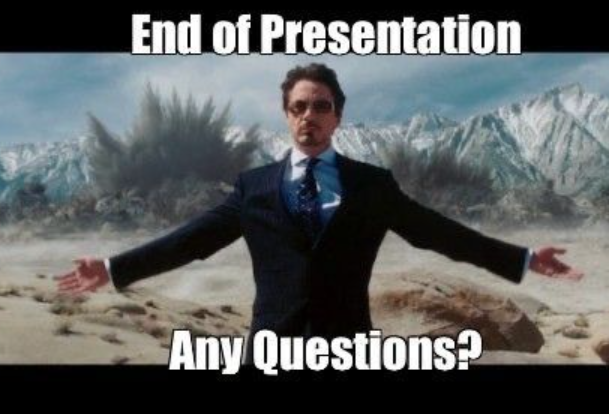 End of Presentation
Any Questions?